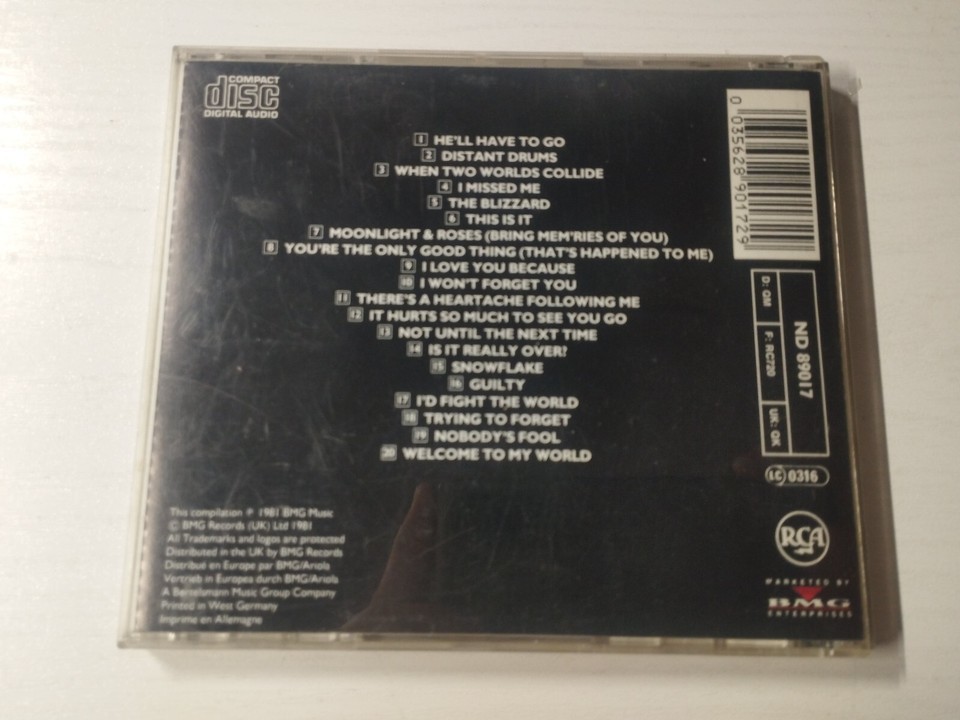 COMPACT
disc
DIGITAL AUDIO
1 HE'LL HAVE TO GO
2 DISTANT DRUMS
3 WHEN TWO WORLDS COLLIDE
4 I MISSED ME
5 THE BLIZZARD
6 THIS IS IT
7 MOONLIGHT & ROSES (BRING MEM'RIES OF YOU)
8 YOU'RE THE ONLY GOOD THING (THAT'S HAPPENED TO ME)
9 I LOVE YOU BECAUSE
10 I WON'T FORGET YOU
11 THERE'S A HEARTACHE FOLLOWING ME
12 IT HURTS SO MUCH TO SEE YOU GO
13 NOT UNTIL THE NEXT TIME
14 IS IT REALLY OVER?
15 SNOWFLAKE
16 GUILTY
17 I'D FIGHT THE WORLD
18 TRYING TO FORGET
19 NOBODY'S FOOL
20 WELCOME TO MY WORLD
0 035628 901729
ND 89017
D: OM F: RC720 UK: OK
LC 0316
RCA
MARKETED BY
BMG
ENTERPRISES
This compilation ℗ 1981 BMG Music
© BMG Records (UK) Ltd 1981
All Trademarks and logos are protected
Distributed in the UK by BMG Records
Distribué en Europe par BMG/Ariola
Vertrieb in Europea durch BMG/Ariola
A Bertelsmann Music Group Company
Printed in West Germany
Imprime en Allemagne